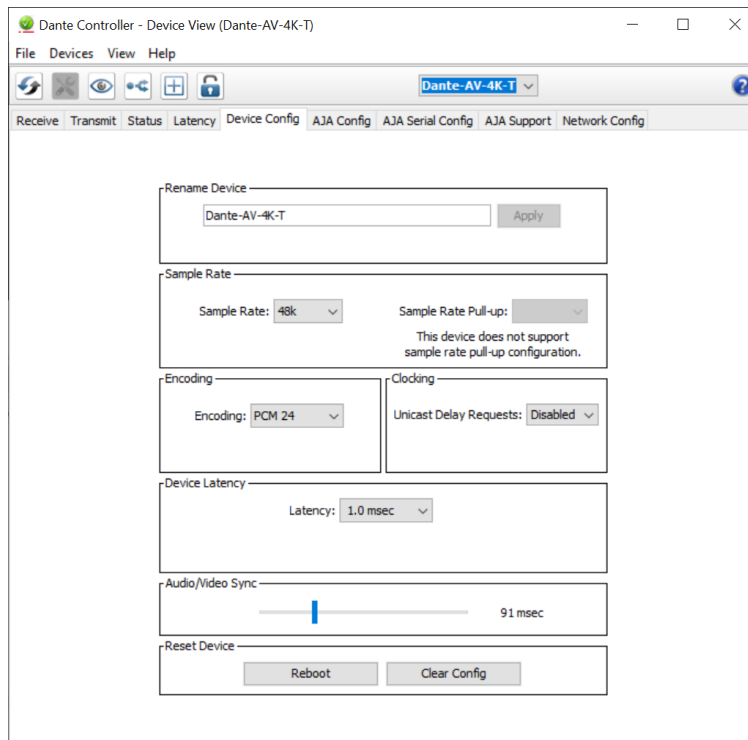 Dante Controller - Device View (Dante-AV-4K-T)
File Devices View Help
Dante-AV-4K-T
?
Receive Transmit Status Latency Device Config AJA Config AJA Serial Config AJA Support Network Config
Rename Device
Dante-AV-4K-T Apply
Sample Rate
Sample Rate: 48k Sample Rate Pull-up:
This device does not support
sample rate pull-up configuration.
Encoding Clocking
Encoding: PCM 24 Unicast Delay Requests: Disabled
Device Latency
Latency: 1.0 msec
Audio/Video Sync
91 msec
Reset Device
Reboot Clear Config